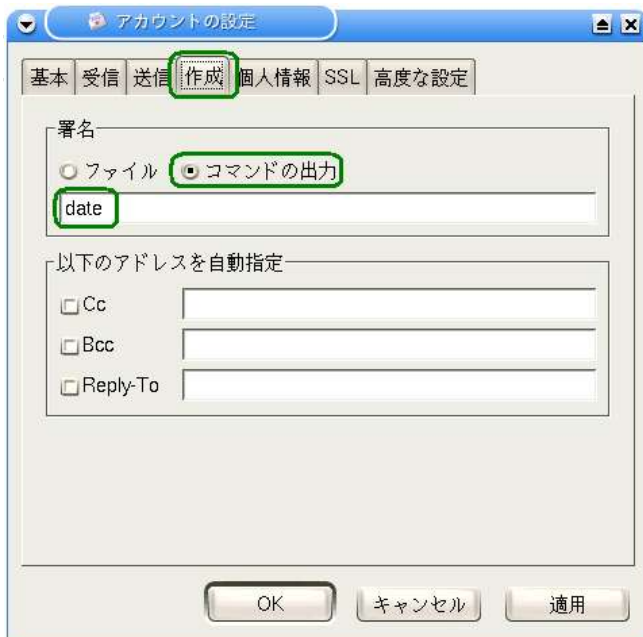 アカウントの設定
基本 受信 送信 作成 個人情報 SSL 高度な設定
署名
ファイル コマンドの出力
date
以下のアドレスを自動指定
Cc
Bcc
Reply-To
OK キャンセル 適用